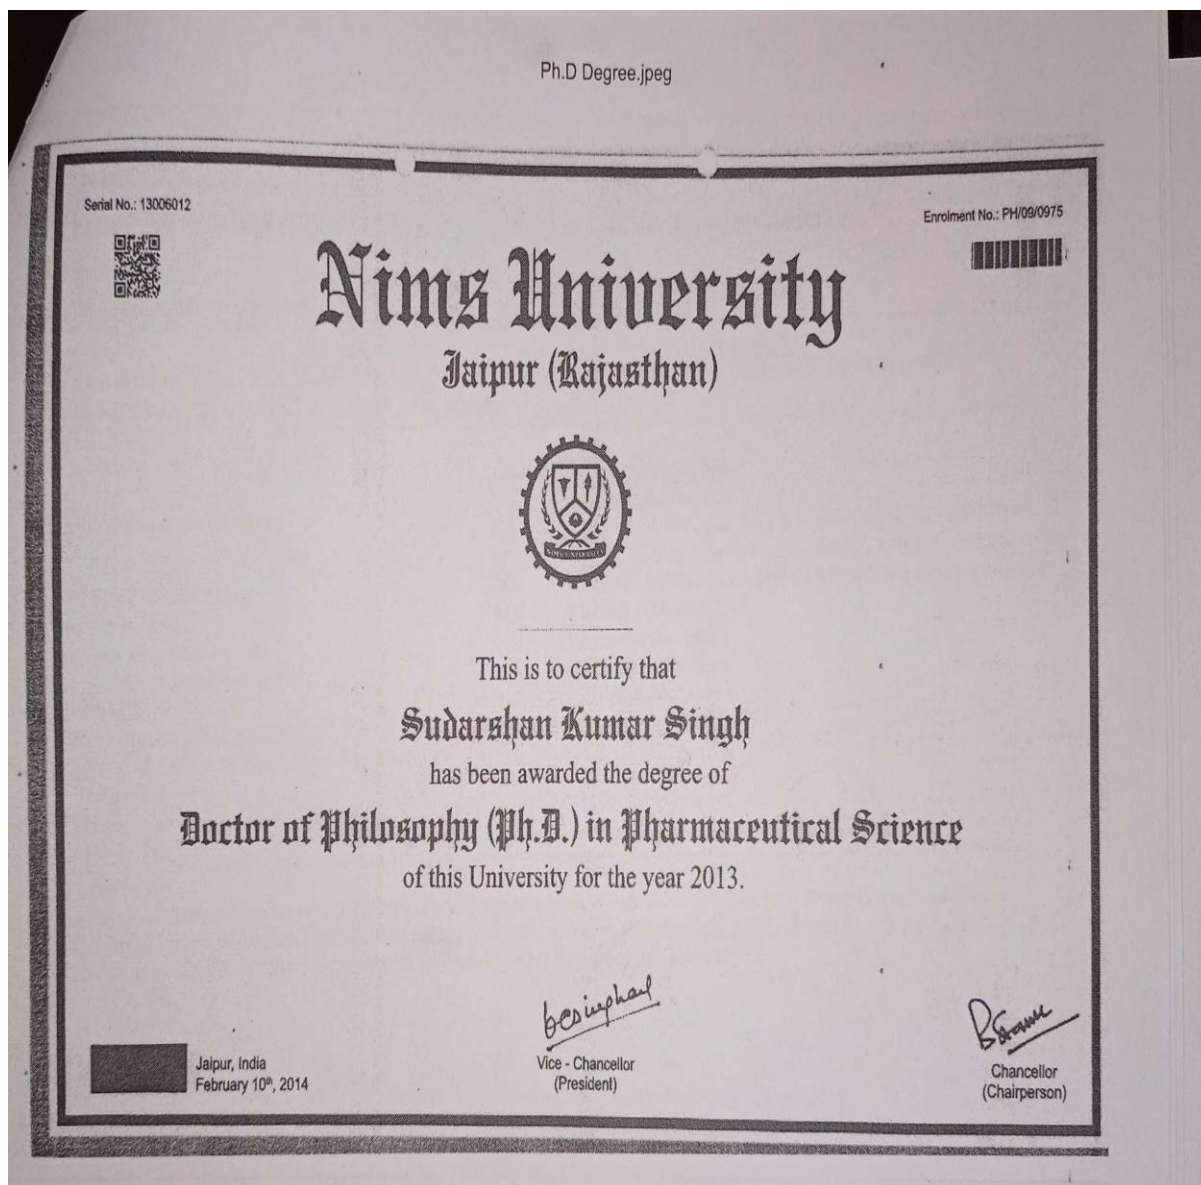 Ph.D Degree.jpeg
Serial No.: 13006012
Enrolment No.: PH/09/0975
Nims University
Jaipur (Rajasthan)
NIMS UNIVERSITY
This is to certify that
Sudarshan Kumar Singh
has been awarded the degree of
Doctor of Philosophy (Ph.D.) in Pharmaceutical Science
of this University for the year 2013.
Jaipur, India
February 10th, 2014
Vice - Chancellor
(President)
Chancellor
(Chairperson)